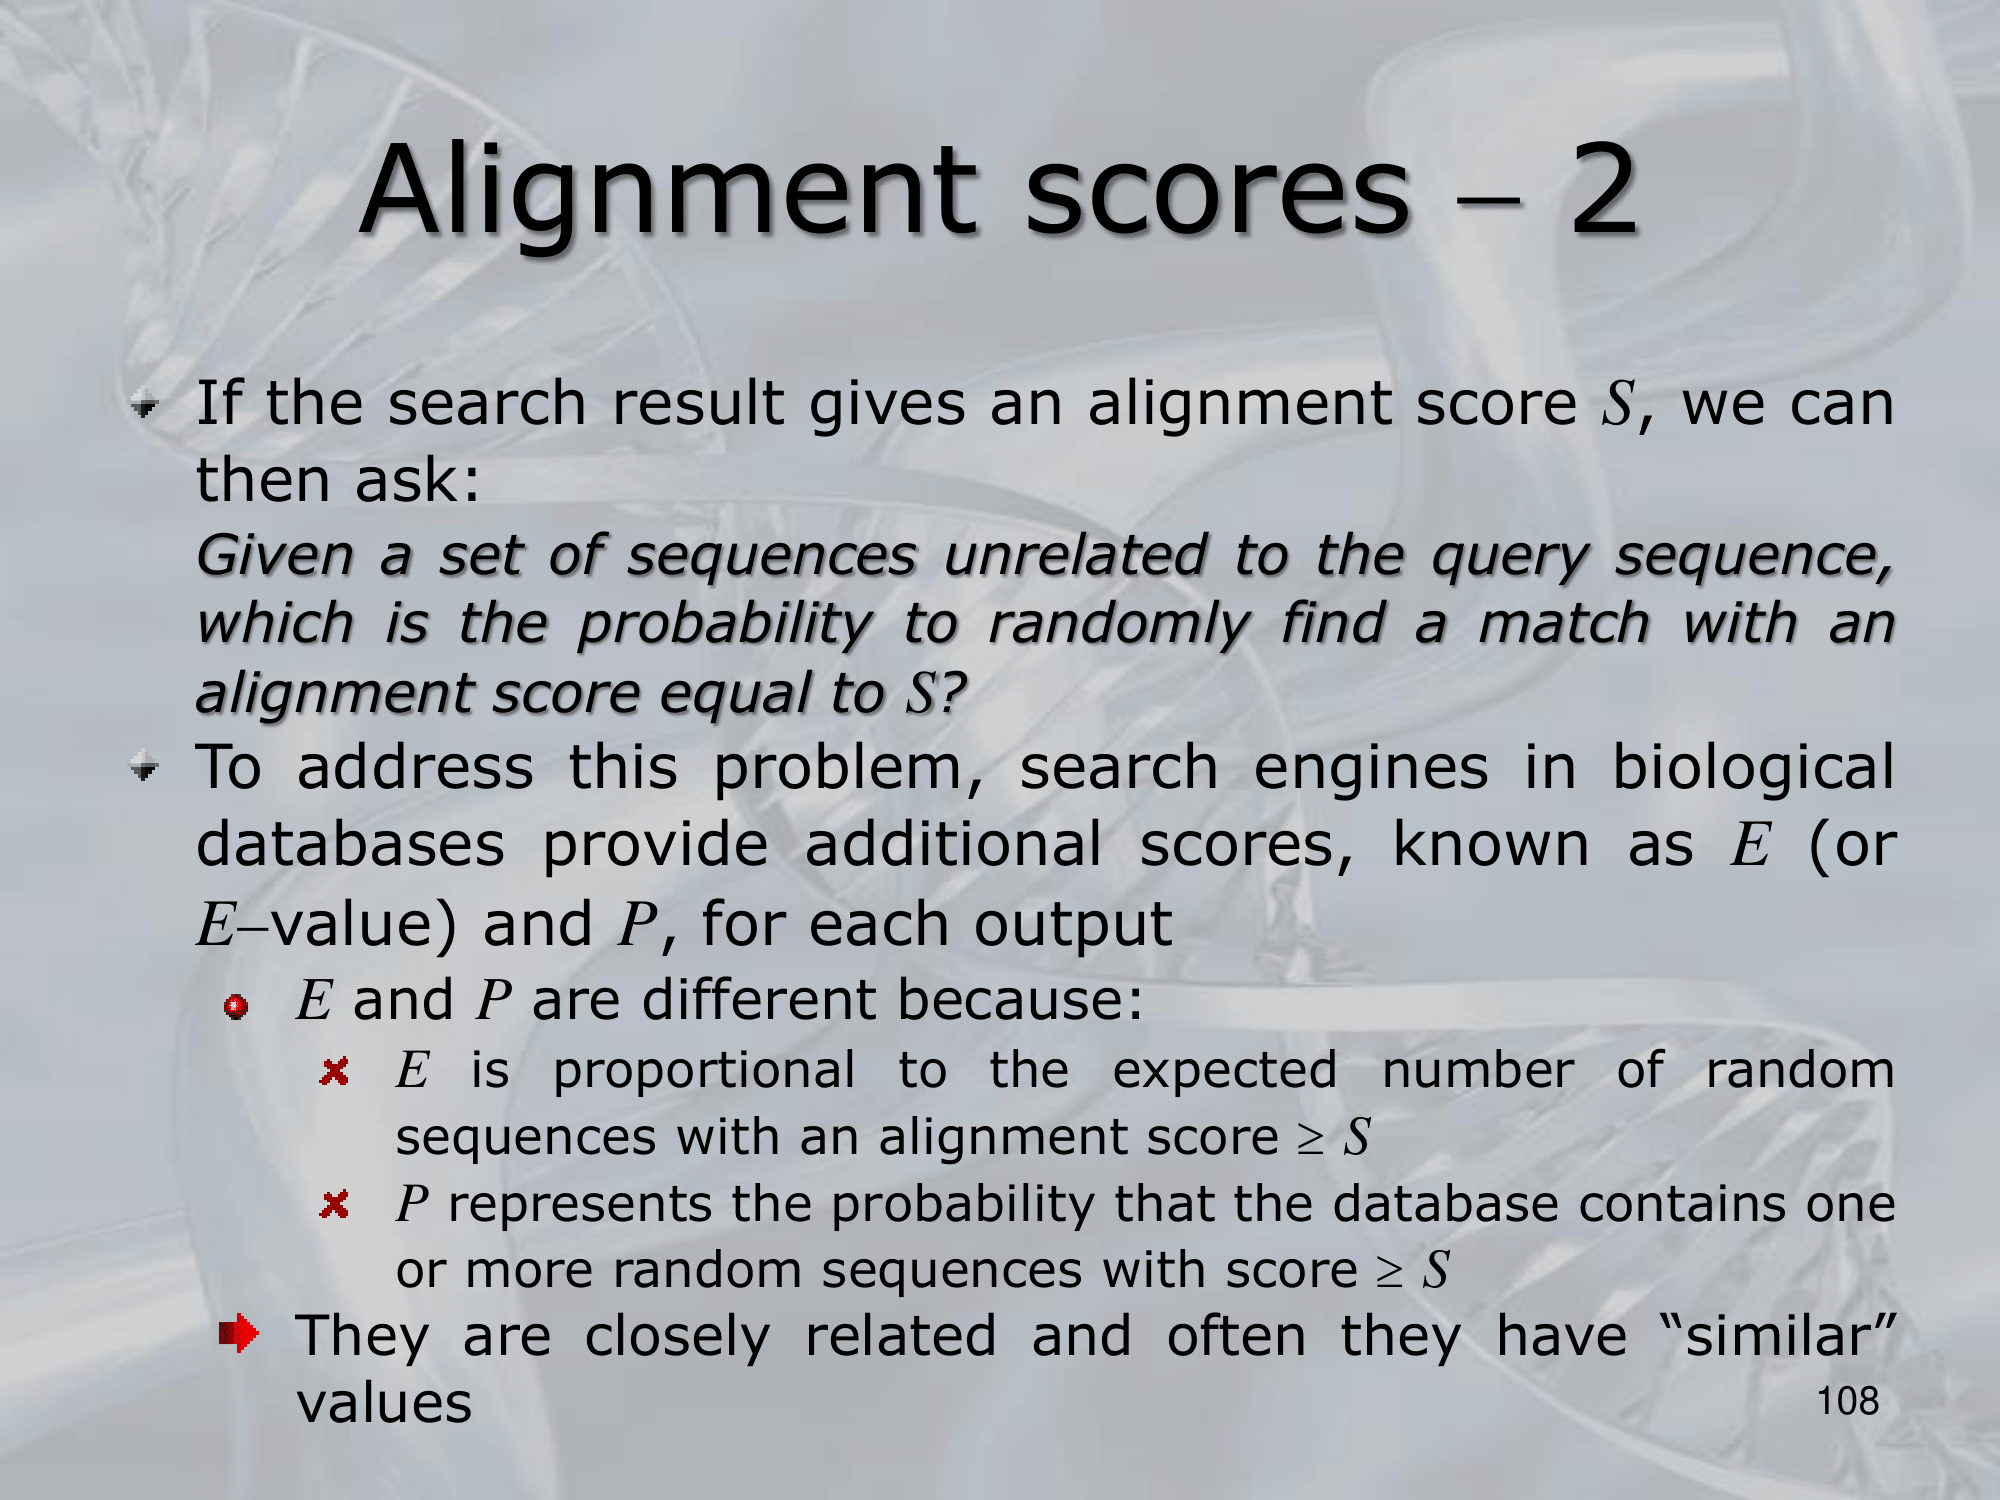 Alignment scores – 2
If the search result gives an alignment score S, we can
then ask:
Given a set of sequences unrelated to the query sequence,
which is the probability to randomly find a match with an
alignment score equal to S?
To address this problem, search engines in biological
databases provide additional scores, known as E (or
E–value) and P, for each output
E and P are different because:
E is proportional to the expected number of random
sequences with an alignment score ≥ S
P represents the probability that the database contains one
or more random sequences with score ≥ S
They are closely related and often they have “similar”
values
108